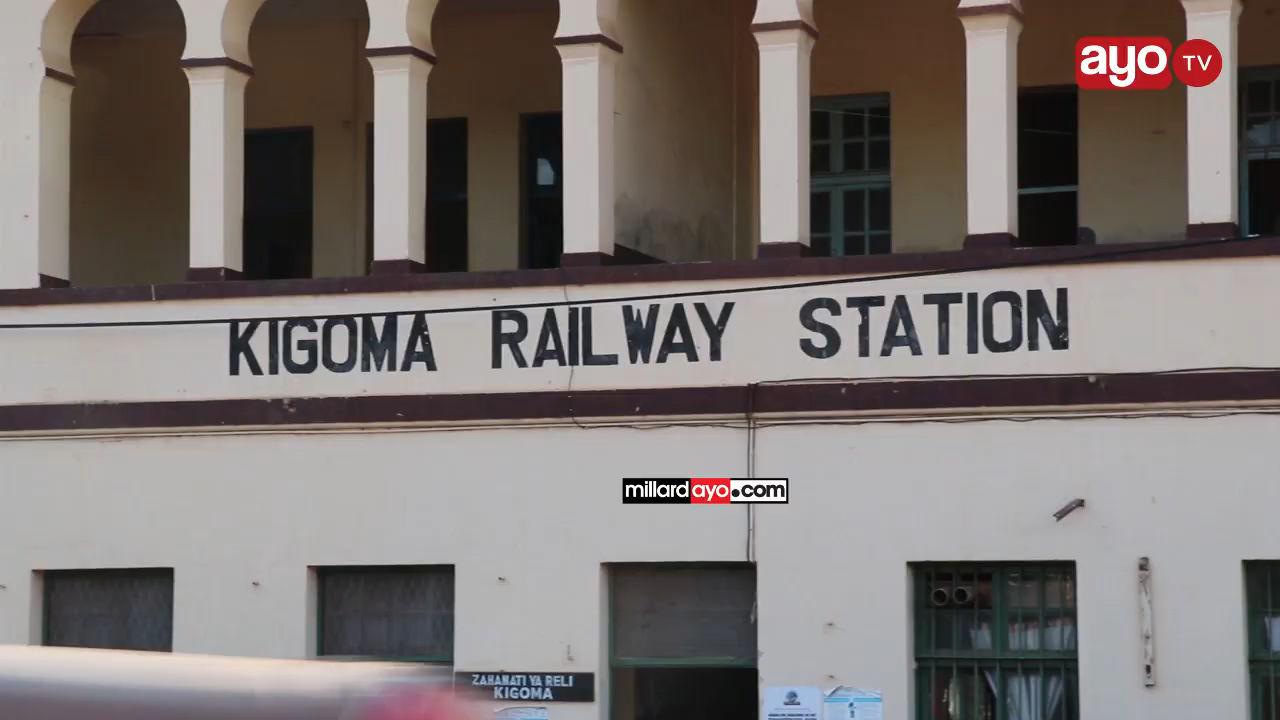 ayo TV
KIGOMA RAILWAY STATION
millardayo.com
ZAHANATI YA RELI
KIGOMA